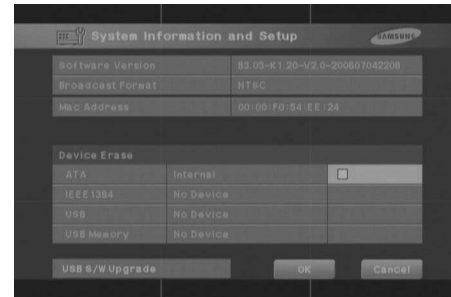 System Information and Setup
SAMSUNG
Software Version B3.03-K1.20-V2.0-200607042206
Broadcast Format NTSC
Mac Address 00:00:F0:54:EE:24
Device Erase
ATA Internal
IEEE1394 No Device
USB No Device
USB Memory No Device
USB S/W Upgrade OK Cancel